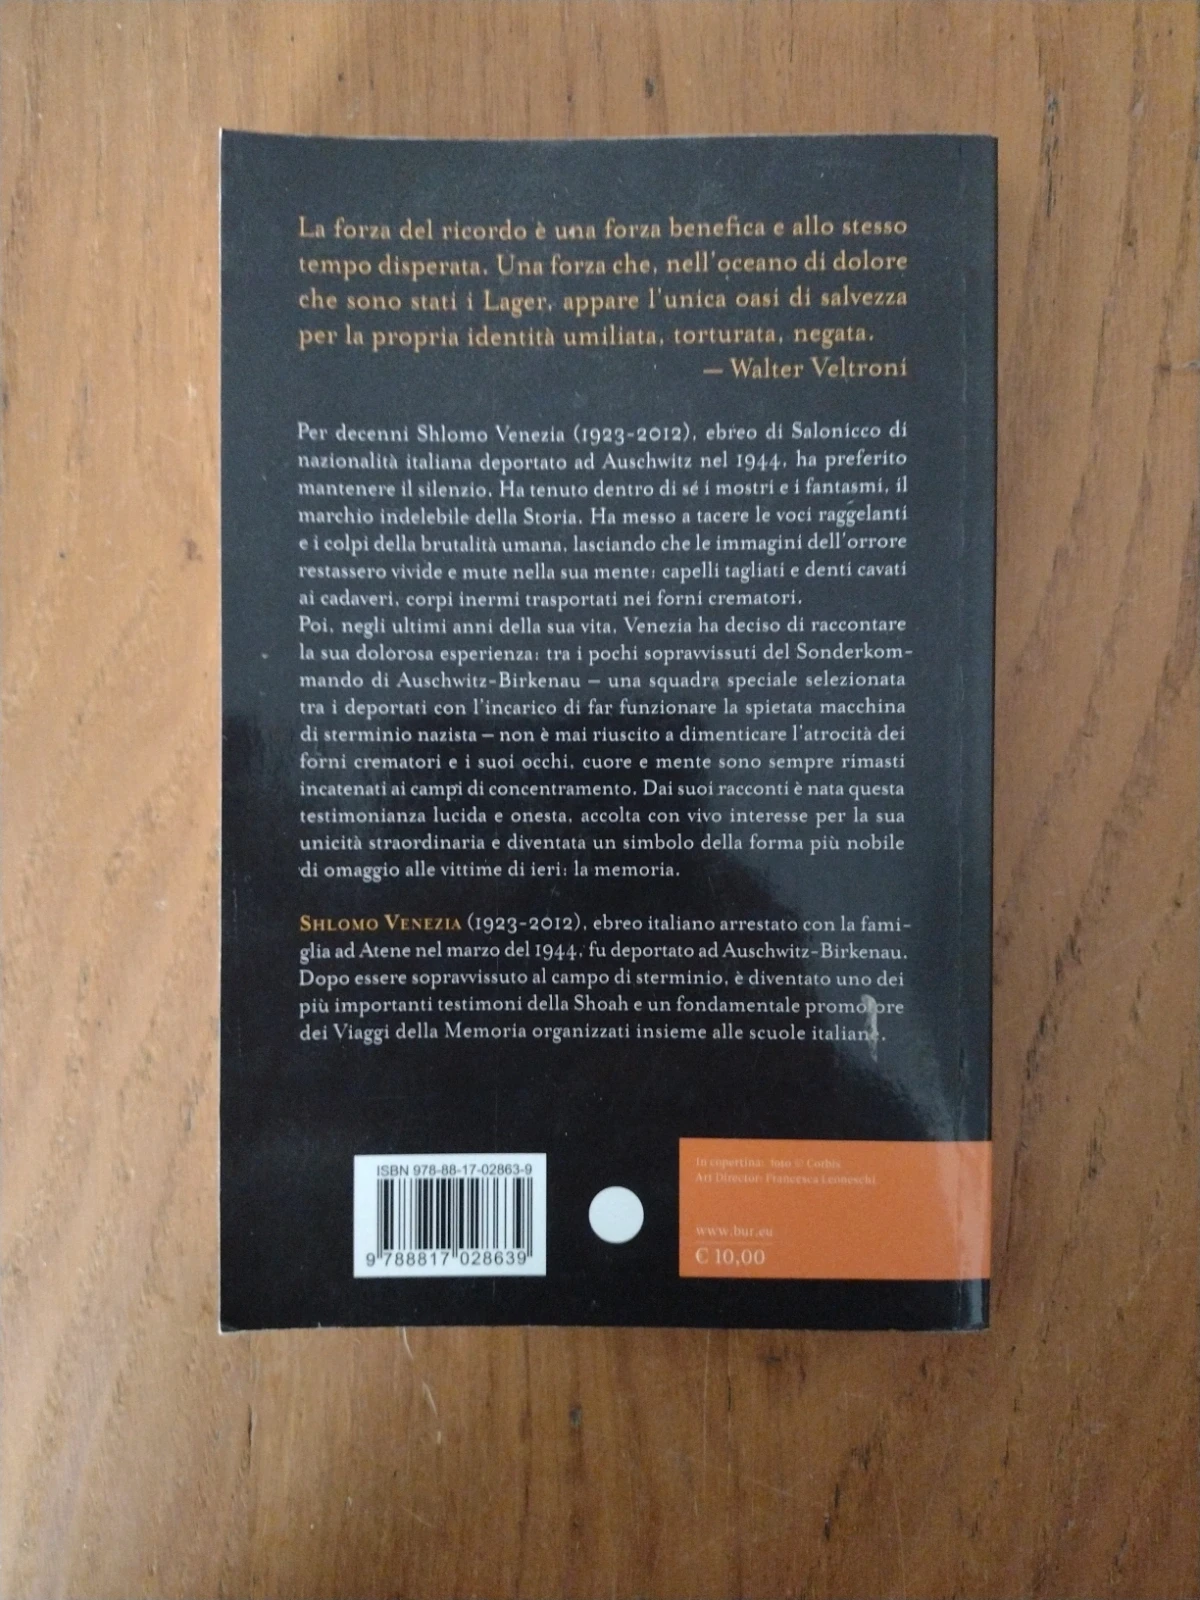 La forza del ricordo è una forza benefica e allo stesso
tempo disperata. Una forza che, nell'oceano di dolore
che sono stati i Lager, appare l'unica oasi di salvezza
per la propria identità umiliata, torturata, negata.
— Walter Veltroni
Per decenni Shlomo Venezia (1923-2012), ebreo di Salonicco di
nazionalità italiana deportato ad Auschwitz nel 1944, ha preferito
mantenere il silenzio. Ha tenuto dentro di sé i mostri e i fantasmi, il
marchio indelebile della Storia. Ha messo a tacere le voci raggelanti
e i colpi della brutalità umana, lasciando che le immagini dell'orrore
restassero vivide e mute nella sua mente: capelli tagliati e denti cavati
ai cadaveri, corpi inermi trasportati nei forni crematori.
Poi, negli ultimi anni della sua vita, Venezia ha deciso di raccontare
la sua dolorosa esperienza: tra i pochi sopravvissuti del Sonderkom-
mando di Auschwitz-Birkenau — una squadra speciale selezionata
tra i deportati con l'incarico di far funzionare la spietata macchina
di sterminio nazista — non è mai riuscito a dimenticare l'atrocità dei
forni crematori e i suoi occhi, cuore e mente sono sempre rimasti
incatenati ai campi di concentramento. Dai suoi racconti è nata questa
testimonianza lucida e onesta, accolta con vivo interesse per la sua
unicità straordinaria e diventata un simbolo della forma più nobile
di omaggio alle vittime di ieri: la memoria.
SHLOMO VENEZIA (1923-2012), ebreo italiano arrestato con la fami-
glia ad Atene nel marzo del 1944, fu deportato ad Auschwitz-Birkenau.
Dopo essere sopravvissuto al campo di sterminio, è diventato uno dei
più importanti testimoni della Shoah e un fondamentale promotore
dei Viaggi della Memoria organizzati insieme alle scuole italiane.
ISBN 978-88-17-02863-9
9 788817 028639
In copertina: foto © Corbis
Art Director: Francesca Leoneschi
www.bur.eu
€ 10,00